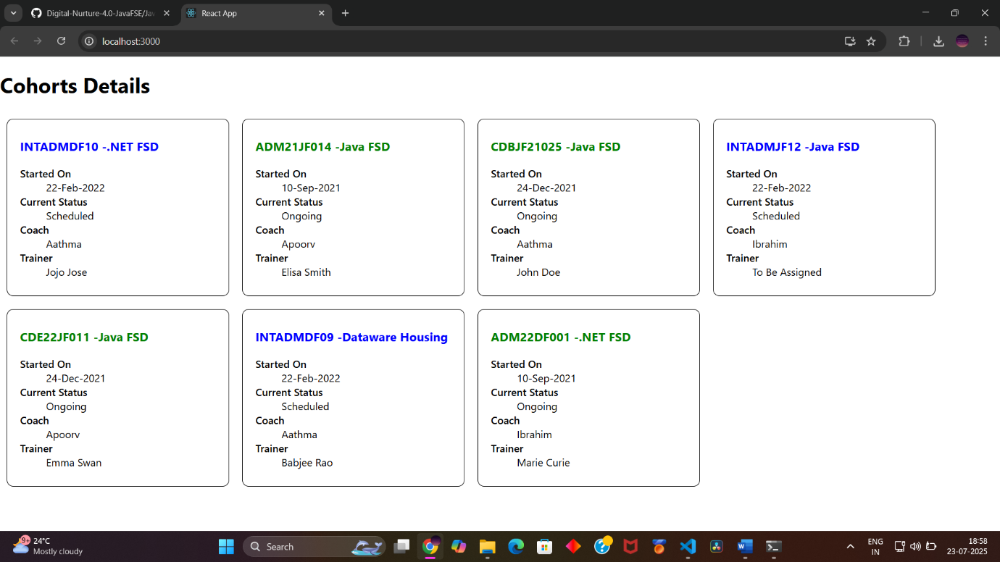 Digital-Nurture-4.0-JavaFSE/Jav
React App
localhost:3000
Cohorts Details
INTADMDF10 -.NET FSD
Started On
22-Feb-2022
Current Status
Scheduled
Coach
Aathma
Trainer
Jojo Jose
ADM21JF014 -Java FSD
Started On
10-Sep-2021
Current Status
Ongoing
Coach
Apoorv
Trainer
Elisa Smith
CDBJF21025 -Java FSD
Started On
24-Dec-2021
Current Status
Ongoing
Coach
Aathma
Trainer
John Doe
INTADMJF12 -Java FSD
Started On
22-Feb-2022
Current Status
Scheduled
Coach
Ibrahim
Trainer
To Be Assigned
CDE22JF011 -Java FSD
Started On
24-Dec-2021
Current Status
Ongoing
Coach
Apoorv
Trainer
Emma Swan
INTADMDF09 -Dataware Housing
Started On
22-Feb-2022
Current Status
Scheduled
Coach
Aathma
Trainer
Babjee Rao
ADM22DF001 -.NET FSD
Started On
10-Sep-2021
Current Status
Ongoing
Coach
Ibrahim
Trainer
Marie Curie
9+
24°C
Mostly cloudy
Search
ENG
IN
18:58
23-07-2025